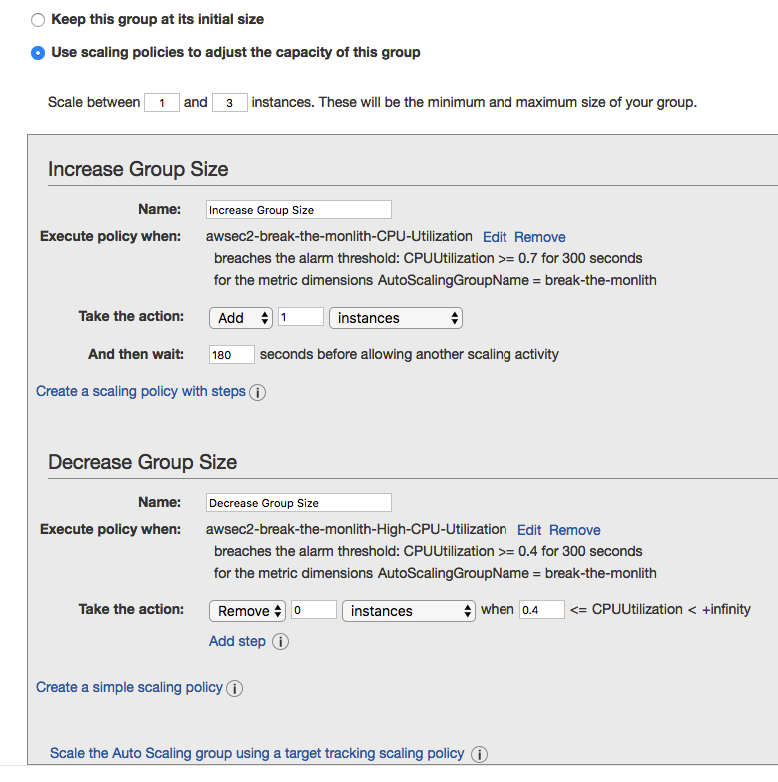 Keep this group at its initial size
Use scaling policies to adjust the capacity of this group
Scale between 1 and 3 instances. These will be the minimum and maximum size of your group.
Increase Group Size
Name: Increase Group Size
Execute policy when: awsec2-break-the-monlith-CPU-Utilization Edit Remove
breaches the alarm threshold: CPUUtilization >= 0.7 for 300 seconds
for the metric dimensions AutoScalingGroupName = break-the-monlith
Take the action: Add 1 instances
And then wait: 180 seconds before allowing another scaling activity
Create a scaling policy with steps i
Decrease Group Size
Name: Decrease Group Size
Execute policy when: awsec2-break-the-monlith-High-CPU-Utilization Edit Remove
breaches the alarm threshold: CPUUtilization >= 0.4 for 300 seconds
for the metric dimensions AutoScalingGroupName = break-the-monlith
Take the action: Remove 0 instances when 0.4 <= CPUUtilization < +infinity
Add step i
Create a simple scaling policy i
Scale the Auto Scaling group using a target tracking scaling policy i